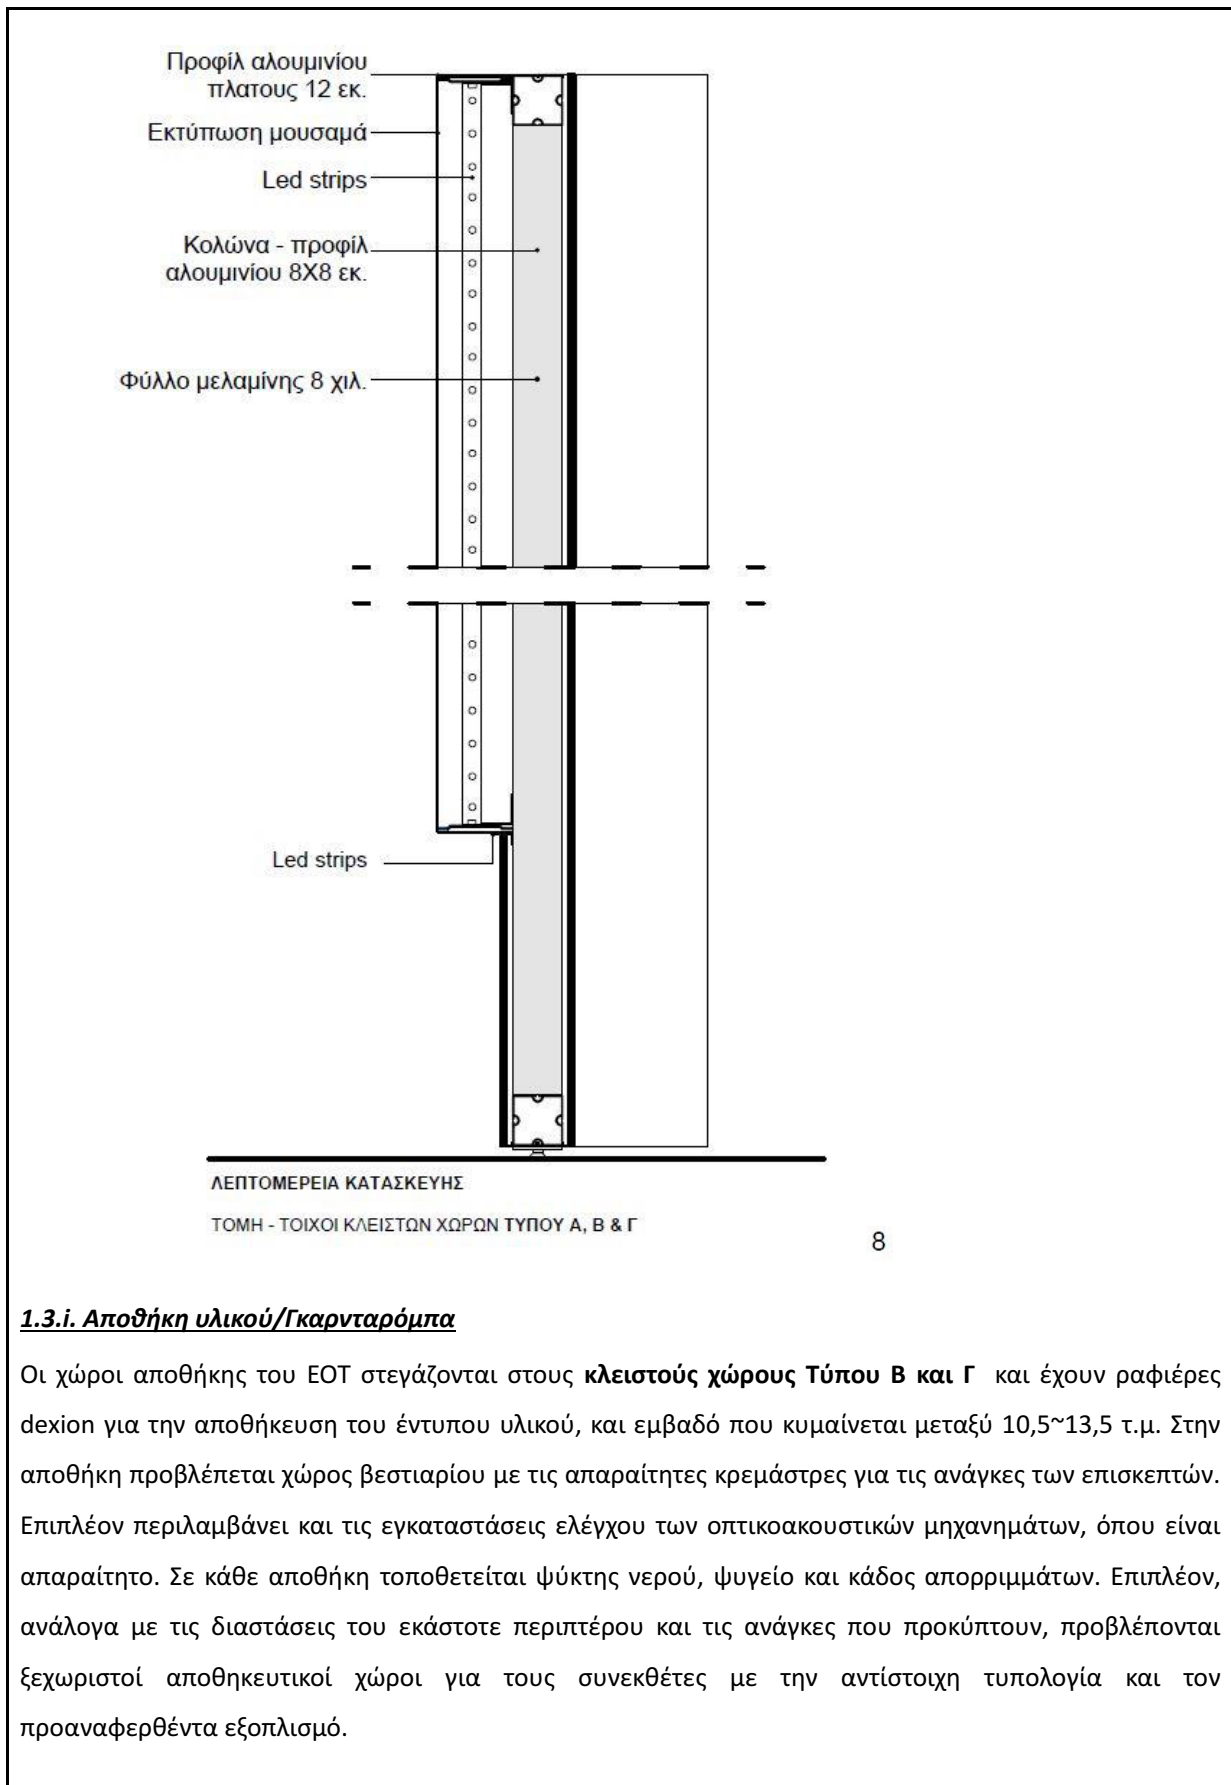 Προφίλ αλουμινίου
πλατους 12 εκ.
Εκτύπωση μουσαμά
Led strips
Κολώνα - προφίλ
αλουμινίου 8X8 εκ.
Φύλλο μελαμίνης 8 χιλ.
Led strips
ΛΕΠΤΟΜΕΡΕΙΑ ΚΑΤΑΣΚΕΥΗΣ
ΤΟΜΗ - ΤΟΙΧΟΙ ΚΛΕΙΣΤΩΝ ΧΩΡΩΝ ΤΥΠΟΥ Α, Β & Γ
8
1.3.i. Αποθήκη υλικού/Γκαρνταρόμπα
Οι χώροι αποθήκης του ΕΟΤ στεγάζονται στους κλειστούς χώρους Τύπου Β και Γ και έχουν ραφιέρες
dexion για την αποθήκευση του έντυπου υλικού, και εμβαδό που κυμαίνεται μεταξύ 10,5~13,5 τ.μ. Στην
αποθήκη προβλέπεται χώρος βεστιαρίου με τις απαραίτητες κρεμάστρες για τις ανάγκες των επισκεπτών.
Επιπλέον περιλαμβάνει και τις εγκαταστάσεις ελέγχου των οπτικοακουστικών μηχανημάτων, όπου είναι
απαραίτητο. Σε κάθε αποθήκη τοποθετείται ψύκτης νερού, ψυγείο και κάδος απορριμμάτων. Επιπλέον,
ανάλογα με τις διαστάσεις του εκάστοτε περιπτέρου και τις ανάγκες που προκύπτουν, προβλέπονται
ξεχωριστοί αποθηκευτικοί χώροι για τους συνεκθέτες με την αντίστοιχη τυπολογία και τον
προαναφερθέντα εξοπλισμό.